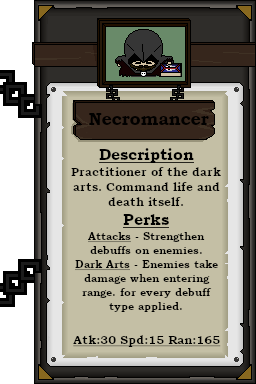 Necromancer
Description
Practitioner of the dark
arts. Command life and
death itself.
Perks
Attacks - Strengthen
debuffs on enemies.
Dark Arts - Enemies take
damage when entering
range. for every debuff
type applied.
Atk:30 Spd:15 Ran:165